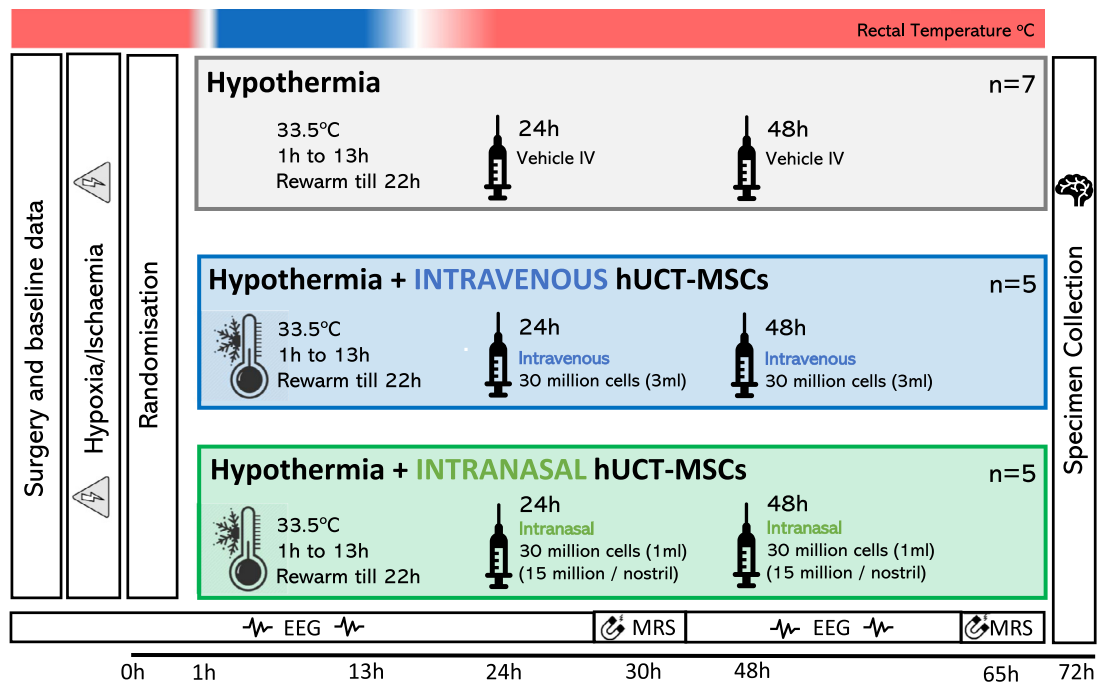 Rectal Temperature ºC
Surgery and baseline data
Hypoxia/Ischaemia
Randomisation
Hypothermia
n=7
33.5ºC
1h to 13h
Rewarm till 22h
24h
Vehicle IV
48h
Vehicle IV
Hypothermia + INTRAVENOUS hUCT-MSCs
n=5
33.5ºC
1h to 13h
Rewarm till 22h
24h
Intravenous
30 million cells (3ml)
48h
Intravenous
30 million cells (3ml)
Hypothermia + INTRANASAL hUCT-MSCs
n=5
33.5ºC
1h to 13h
Rewarm till 22h
24h
Intranasal
30 million cells (1ml)
(15 million / nostril)
48h
Intranasal
30 million cells (1ml)
(15 million / nostril)
Specimen Collection
EEG
MRS
EEG
MRS
0h
1h
13h
24h
30h
48h
65h
72h